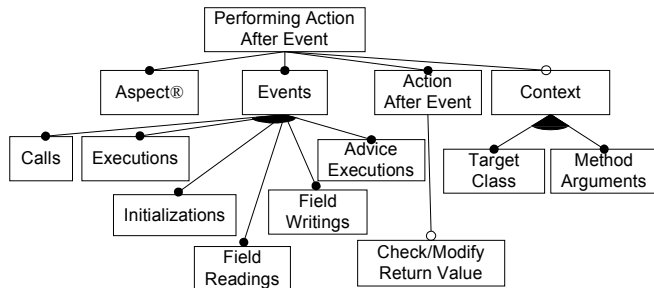 Performing Action
After Event
Aspect®
Events
Action
After Event
Context
Calls
Executions
Advice
Executions
Target
Class
Method
Arguments
Initializations
Field
Writings
Field
Readings
Check/Modify
Return Value